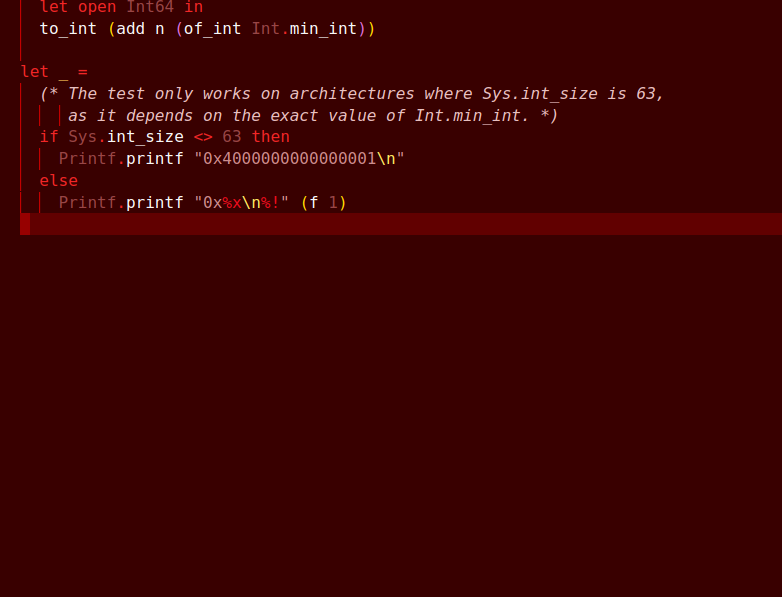 let open Int64 in
to_int (add n (of_int Int.min_int))
let _ =
(* The test only works on architectures where Sys.int_size is 63,
as it depends on the exact value of Int.min_int. *)
if Sys.int_size <> 63 then
Printf.printf "0x4000000000000001\n"
else
Printf.printf "0x%x\n%!" (f 1)